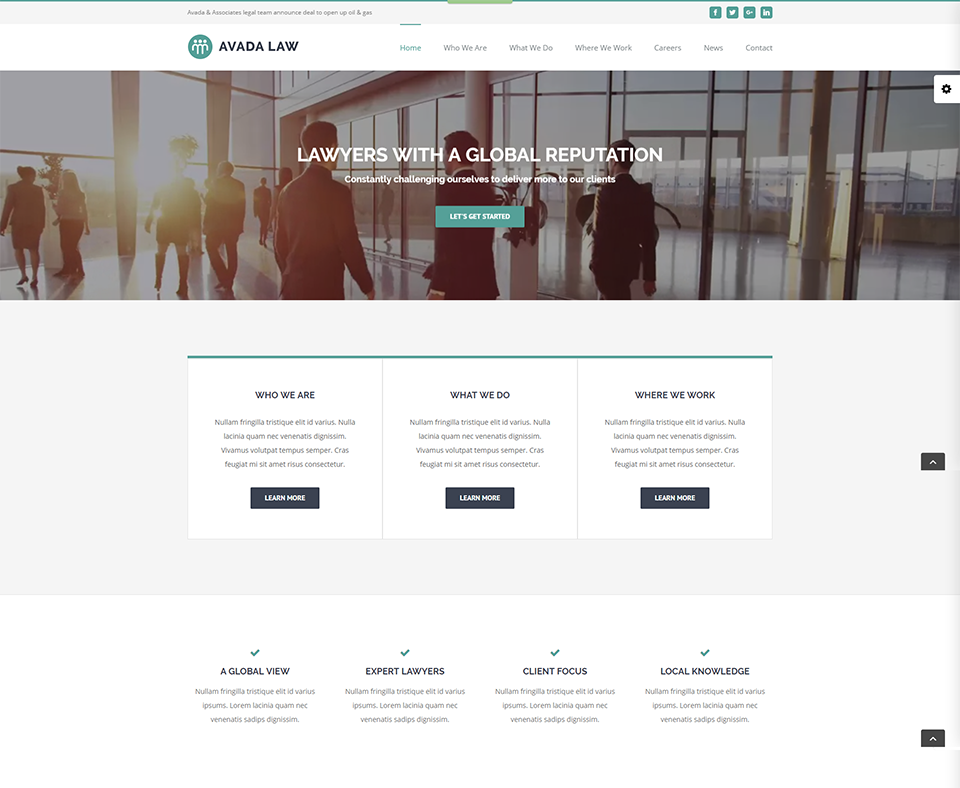 Avada & Associates legal team announce deal to open up oil & gas
f G+ in
AVADA LAW Home Who We Are What We Do Where We Work Careers News Contact
LAWYERS WITH A GLOBAL REPUTATION
Constantly challenging ourselves to deliver more to our clients
LET'S GET STARTED
WHO WE ARE
Nullam fringilla tristique elit id varius. Nulla
lacinia quam nec venenatis dignissim.
Vivamus volutpat tempus semper. Cras
feugiat mi sit amet risus consectetur.
LEARN MORE
WHAT WE DO
Nullam fringilla tristique elit id varius. Nulla
lacinia quam nec venenatis dignissim.
Vivamus volutpat tempus semper. Cras
feugiat mi sit amet risus consectetur.
LEARN MORE
WHERE WE WORK
Nullam fringilla tristique elit id varius. Nulla
lacinia quam nec venenatis dignissim.
Vivamus volutpat tempus semper. Cras
feugiat mi sit amet risus consectetur.
LEARN MORE
A GLOBAL VIEW
Nullam fringilla tristique elit id varius
ipsums. Lorem lacinia quam nec
venenatis sadips dignissim.
EXPERT LAWYERS
Nullam fringilla tristique elit id varius
ipsums. Lorem lacinia quam nec
venenatis sadips dignissim.
CLIENT FOCUS
Nullam fringilla tristique elit id varius
ipsums. Lorem lacinia quam nec
venenatis sadips dignissim.
LOCAL KNOWLEDGE
Nullam fringilla tristique elit id varius
ipsums. Lorem lacinia quam nec
venenatis sadips dignissim.